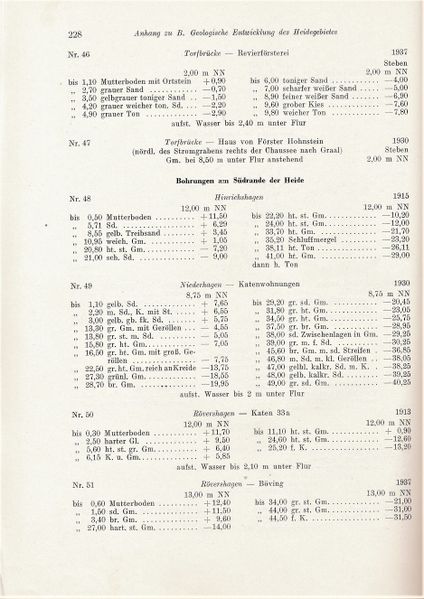 228 Anhang zu B. Geologische Entwicklung des Heidegebietes
Nr. 46 Torfbrücke — Revierförsterei 1937
Steben
2,00 m NN 2,00 m NN
bis 1,10 Mutterboden mit Ortstein +0,90
„ 2,70 grauer Sand —0,70
„ 3,50 gelbgrauer toniger Sand —1,50
„ 4,20 grauer weicher ton. Sd. —2,20
„ 4,90 grauer Ton —2,90
bis 6,00 toniger Sand —4,00
„ 7,00 scharfer weißer Sand —5,00
„ 8,90 feiner weißer Sand —6,90
„ 9,60 grober Kies —7,60
„ 9,80 weicher Ton —7,80
aufst. Wasser bis 2,40 m unter Flur
Nr. 47 Torfbrücke — Haus von Förster Hohnstein 1930
(nördl. des Stromgrabens rechts der Chaussee nach Graal) Steben
Gm. bei 8,50 m unter Flur anstehend 2,00 m NN
Bohrungen am Südrande der Heide
Nr. 48 Hinrichshagen 1915
12,00 m NN 12,00 m NN
bis 0,50 Mutterboden +11,50
„ 5,71 Sd. + 6,29
„ 8,55 gelb. Treibsand + 3,45
„ 10,95 weich. Gm. + 1,05
„ 20,80 ht. st. Gm. — 7,20
„ 21,00 sch. Sd. — 9,00
bis 22,20 ht. st. Gm. —10,20
„ 24,00 ht. st. Gm. —12,00
„ 33,70 ht. Gm. —21,70
„ 35,20 Schluffmergel —23,20
„ 38,11 ht. Ton —26,11
„ 41,00 ht. Gm. —29,00
dann h. Ton
Nr. 49 Niederhagen — Katenwohnungen 1930
8,75 m NN 8,75 m NN
bis 1,10 gelb. Sd. + 7,65
„ 2,20 m. Sd., K. mit St. + 6,55
„ 3,00 gelb. gb. fk. Sd. + 5,75
„ 13,30 gr. Gm. mit Geröllen — 4,55
„ 13,80 gr. st. m. Sd. — 5,05
„ 15,80 gr. ht. Gm. — 7,05
„ 16,50 gr. ht. Gm. mit groß. Ge-
röllen — 7,75
„ 22,50 gr. ht. Gm., reich an Kreide —13,75
„ 27,30 grünl. Gm. —18,55
„ 28,70 br. Gm. —19,95
bis 29,20 gr. sd. Gm. —20,45
„ 31,80 gr. ht. Gm. —23,05
„ 34,50 gr. ht. Gm. —25,75
„ 37,50 gr. br. Gm. —28,95
„ 38,00 sd. Zwischenlagen in Gm. —29,25
„ 39,00 gr. m. f. Sd. —30,25
„ 45,60 br. Gm. m. sd. Streifen —36,85
„ 46,80 m. Sd. m. kl. Geröllen —38,05
„ 47,00 gelbl. kalkr. Sd. m. K. —38,25
„ 48,00 gelb. kalkr. Sd. —39,25
„ 49,00 gr. sd. Gm. —40,25
aufst. Wasser bis 2 m unter Flur
Nr. 50 Rövershagen — Katen 33a 1913
12,00 m NN 12,00 m NN
bis 0,30 Mutterboden +11,70
„ 2,50 harter Gl. + 9,50
„ 5,60 ht. st. gr. Gm. + 6,40
„ 6,15 K. u. Gm. + 5,85
bis 11,10 ht. st. Gm. + 0,90
„ 24,60 ht. st. Gm. —12,60
„ 25,20 f. K. —13,20
aufst. Wasser bis 2,10 m unter Flur
Nr. 51 Rövershagen — Böving 1937
13,00 m NN 13,00 m NN
bis 0,60 Mutterboden +12,40
„ 1,50 sd. Gm. +11,50
„ 3,40 br. Gm. + 9,60
„ 27,00 hart. st. Gm. —14,00
bis 34,00 gr. st. Gm. —21,00
„ 44,00 gr. st. Gm. —31,00
„ 44,50 f. K. —31,50